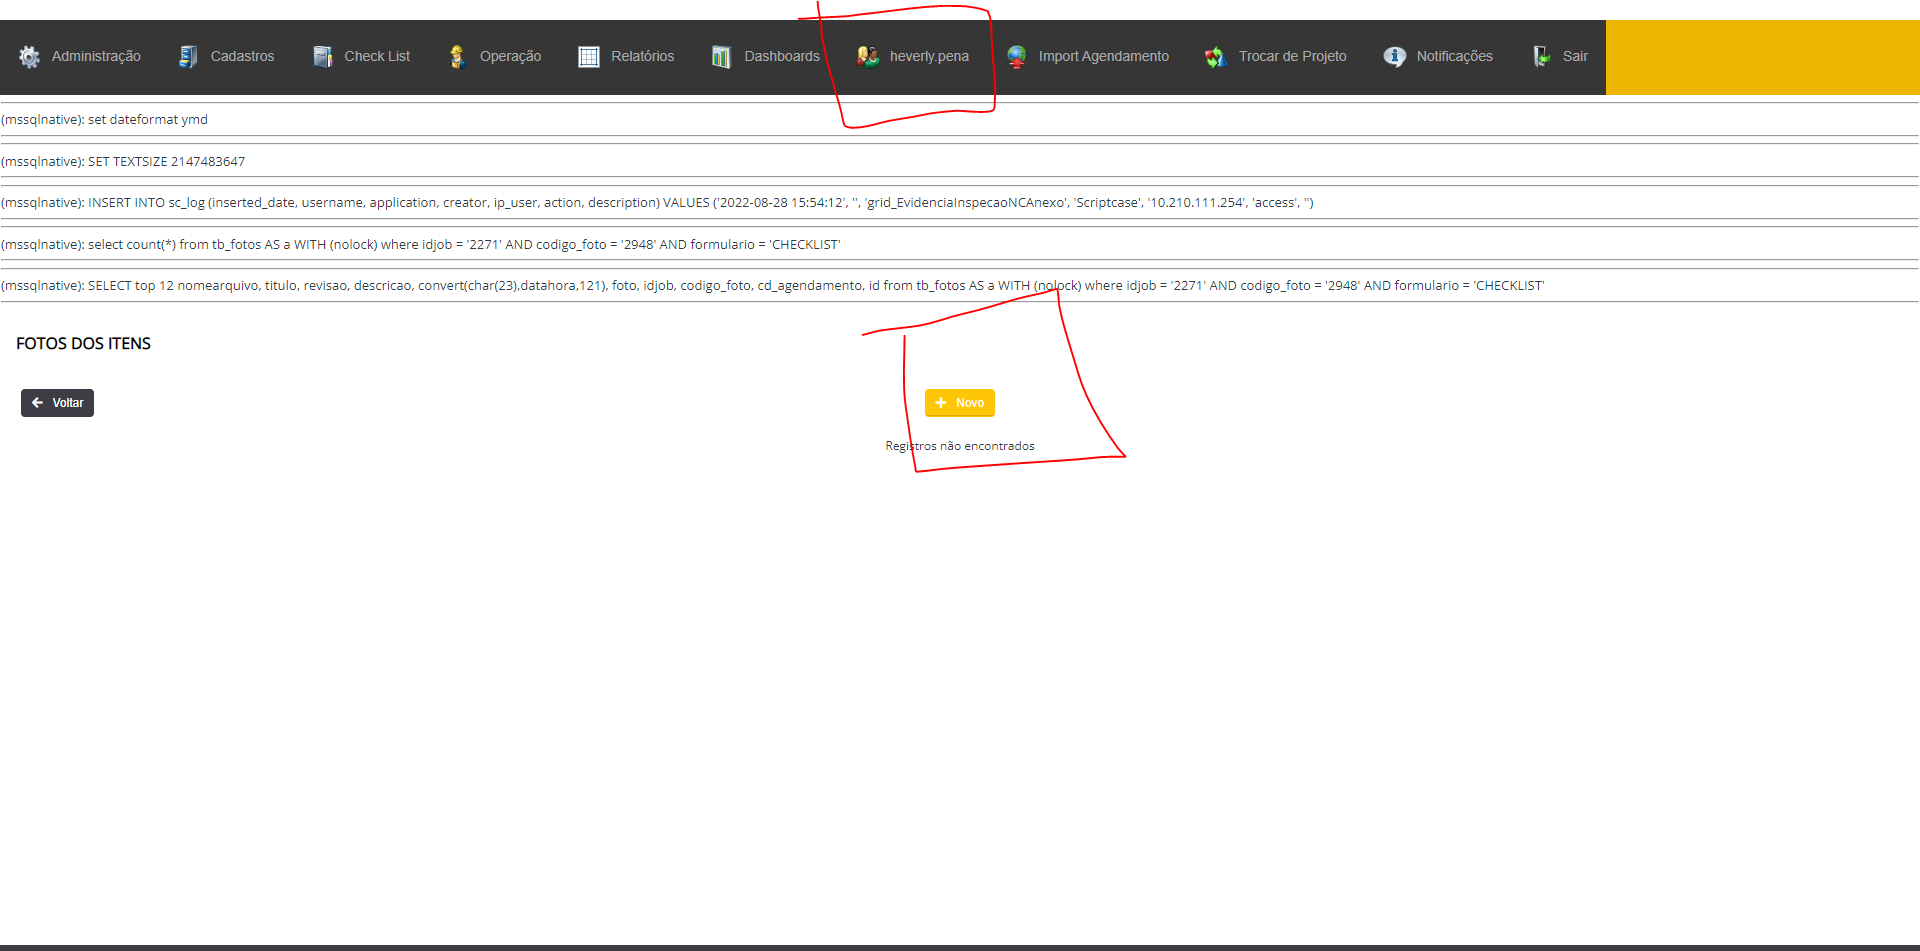 Administração Cadastros Check List Operação Relatórios Dashboards heverly.pena Import Agendamento Trocar de Projeto Notificações Sair
(mssqlnative): set dateformat ymd
(mssqlnative): SET TEXTSIZE 2147483647
(mssqlnative): INSERT INTO sc_log (inserted_date, username, application, creator, ip_user, action, description) VALUES ('2022-08-28 15:54:12', '', 'grid_EvidenciaInspecaoNCAnexo', 'Scriptcase', '10.210.111.254', 'access', '')
(mssqlnative): select count(*) from tb_fotos AS a WITH (nolock) where idjob = '2271' AND codigo_foto = '2948' AND formulario = 'CHECKLIST'
(mssqlnative): SELECT top 12 nomearquivo, titulo, revisao, descricao, convert(char(23),datahora,121), foto, idjob, codigo_foto, cd_agendamento, id from tb_fotos AS a WITH (nolock) where idjob = '2271' AND codigo_foto = '2948' AND formulario = 'CHECKLIST'
FOTOS DOS ITENS
Voltar Novo
Registros não encontrados